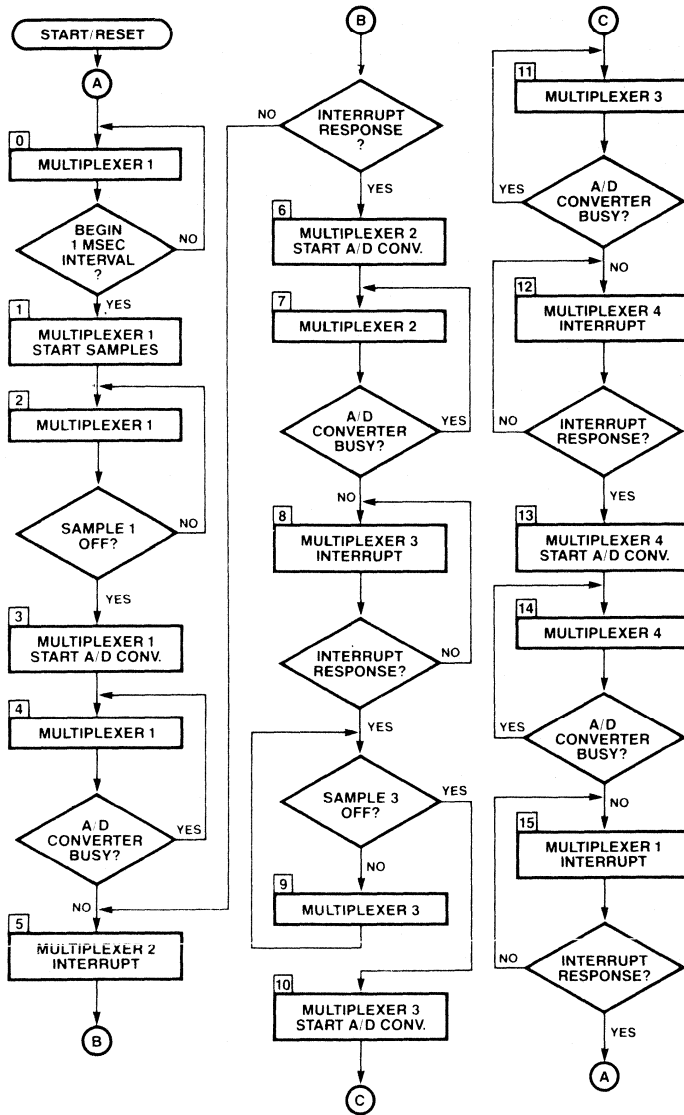 START/RESET
A
0
MULTIPLEXER 1
BEGIN
1 MSEC
INTERVAL
?
NO
YES
1
MULTIPLEXER 1
START SAMPLES
2
MULTIPLEXER 1
SAMPLE 1
OFF?
NO
YES
3
MULTIPLEXER 1
START A/D CONV.
4
MULTIPLEXER 1
A/D
CONVERTER
BUSY?
YES
NO
5
MULTIPLEXER 2
INTERRUPT
B
B
INTERRUPT
RESPONSE
?
NO
YES
6
MULTIPLEXER 2
START A/D CONV.
7
MULTIPLEXER 2
A/D
CONVERTER
BUSY?
YES
NO
8
MULTIPLEXER 3
INTERRUPT
INTERRUPT
RESPONSE?
NO
YES
SAMPLE 3
OFF?
YES
NO
9
MULTIPLEXER 3
10
MULTIPLEXER 3
START A/D CONV.
C
C
11
MULTIPLEXER 3
A/D
CONVERTER
BUSY?
YES
NO
12
MULTIPLEXER 4
INTERRUPT
INTERRUPT
RESPONSE?
NO
YES
13
MULTIPLEXER 4
START A/D CONV.
14
MULTIPLEXER 4
A/D
CONVERTER
BUSY?
YES
NO
15
MULTIPLEXER 1
INTERRUPT
INTERRUPT
RESPONSE?
NO
YES
A